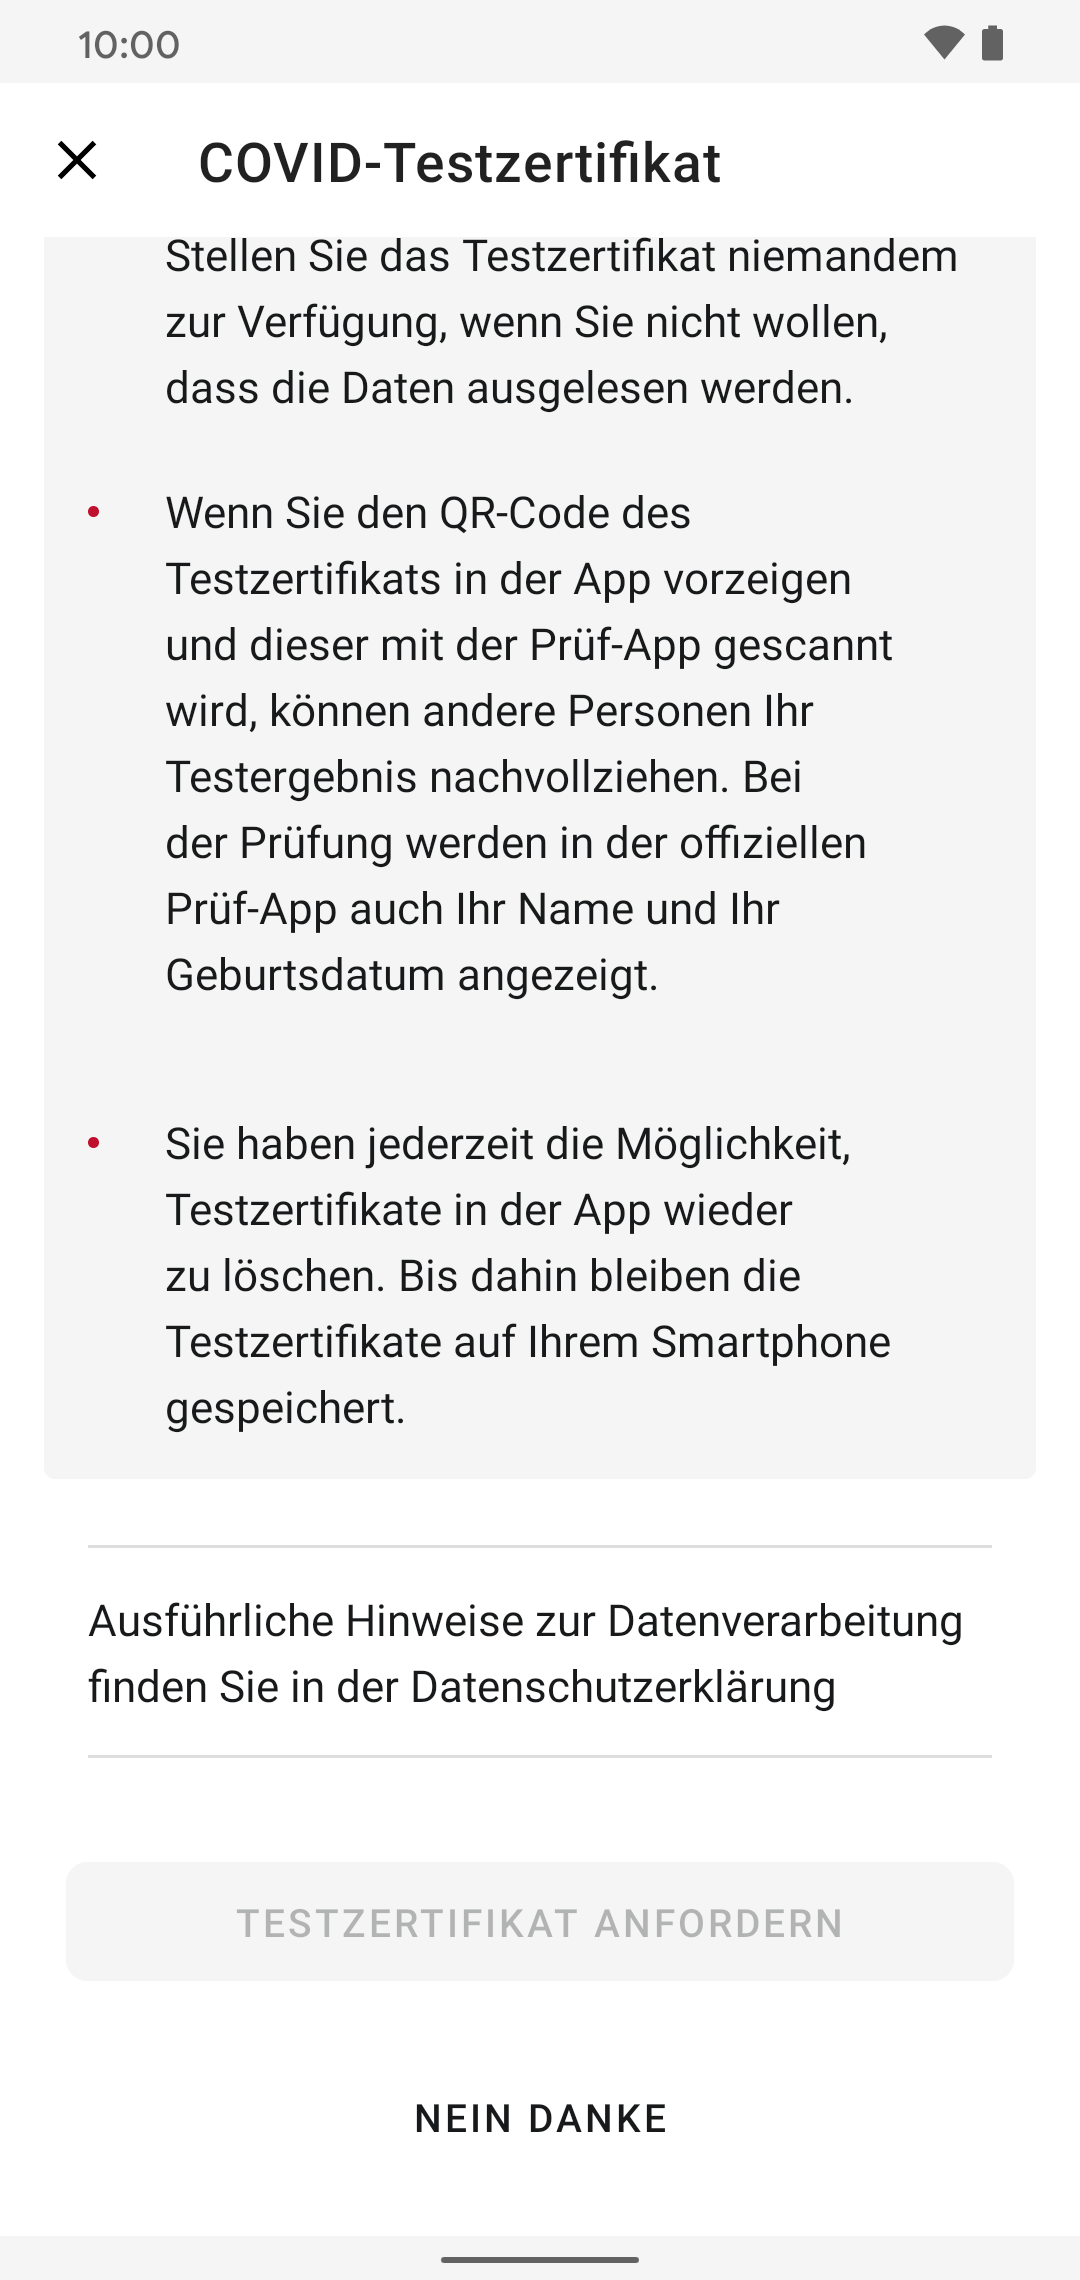 10:00
COVID-Testzertifikat
Stellen Sie das Testzertifikat niemandem
zur Verfügung, wenn Sie nicht wollen,
dass die Daten ausgelesen werden.
• Wenn Sie den QR-Code des
Testzertifikats in der App vorzeigen
und dieser mit der Prüf-App gescannt
wird, können andere Personen Ihr
Testergebnis nachvollziehen. Bei
der Prüfung werden in der offiziellen
Prüf-App auch Ihr Name und Ihr
Geburtsdatum angezeigt.
• Sie haben jederzeit die Möglichkeit,
Testzertifikate in der App wieder
zu löschen. Bis dahin bleiben die
Testzertifikate auf Ihrem Smartphone
gespeichert.
Ausführliche Hinweise zur Datenverarbeitung
finden Sie in der Datenschutzerklärung
TESTZERTIFIKAT ANFORDERN
NEIN DANKE